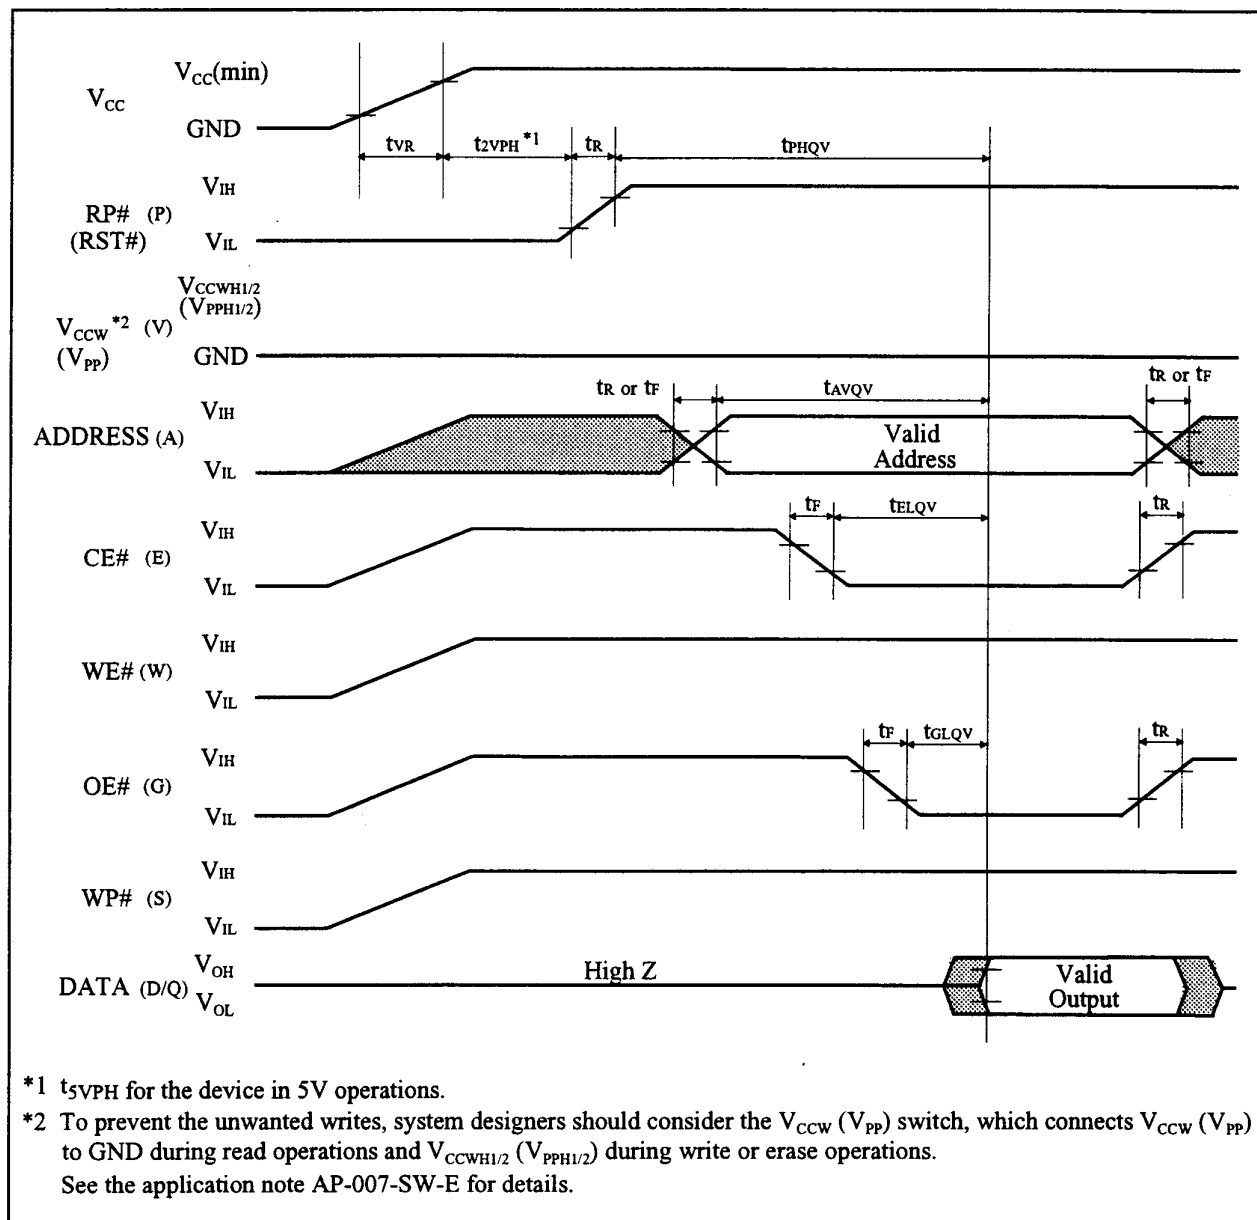 VCC(min)
VCC
GND
tVR t2VPH *1 tR tPHQV
VIH
RP# (P)
(RST#)
VIL
VCCWH1/2
(VPPH1/2)
VCCW *2 (V)
(VPP)
GND
tR or tF tAVQV tR or tF
VIH
ADDRESS (A)
Valid
Address
VIL
tF tELQV tR
VIH
CE# (E)
VIL
VIH
WE# (W)
VIL
tF tGLQV tR
VIH
OE# (G)
VIL
VIH
WP# (S)
VIL
VOH
High Z
Valid
DATA (D/Q)
Output
VOL
*1 t5VPH for the device in 5V operations.
*2 To prevent the unwanted writes, system designers should consider the VCCW (VPP) switch, which connects VCCW (VPP)
to GND during read operations and VCCWH1/2 (VPPH1/2) during write or erase operations.
See the application note AP-007-SW-E for details.